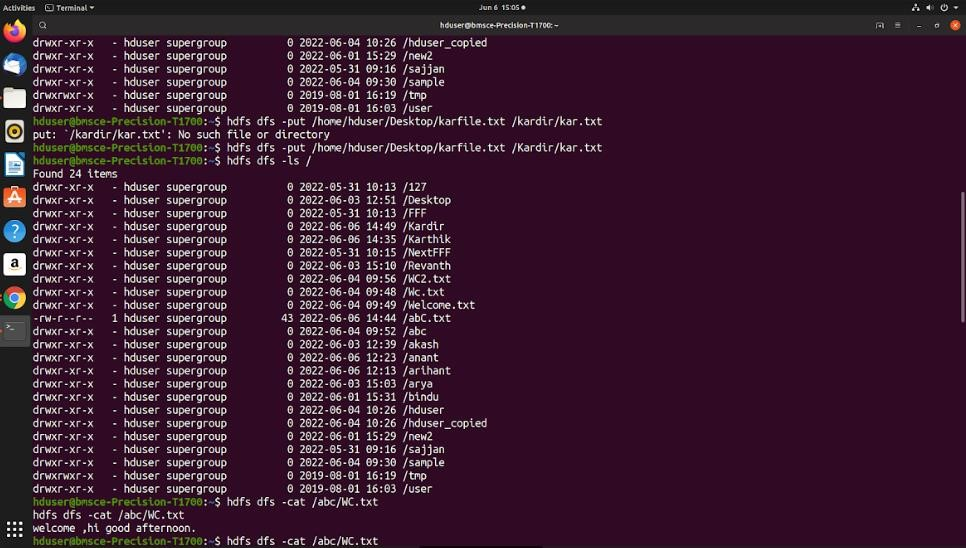 Activities Terminal Jun 6 15:05
hduser@bmsce-Precision-T1700: ~
drwxr-xr-x - hduser supergroup 0 2022-06-04 10:26 /hduser_copied
drwxr-xr-x - hduser supergroup 0 2022-06-01 15:29 /new2
drwxr-xr-x - hduser supergroup 0 2022-05-31 09:16 /sajjan
drwxr-xr-x - hduser supergroup 0 2022-06-04 09:30 /sample
drwxrwxr-x - hduser supergroup 0 2019-08-01 16:19 /tmp
drwxr-xr-x - hduser supergroup 0 2019-08-01 16:03 /user
hduser@bmsce-Precision-T1700:~$ hdfs dfs -put /home/hduser/Desktop/karfile.txt /kardir/kar.txt
put: `/kardir/kar.txt': No such file or directory
hduser@bmsce-Precision-T1700:~$ hdfs dfs -put /home/hduser/Desktop/karfile.txt /Kardir/kar.txt
hduser@bmsce-Precision-T1700:~$ hdfs dfs -ls /
Found 24 items
drwxr-xr-x - hduser supergroup 0 2022-05-31 10:13 /127
drwxr-xr-x - hduser supergroup 0 2022-06-03 12:51 /Desktop
drwxr-xr-x - hduser supergroup 0 2022-05-31 10:13 /FFF
drwxr-xr-x - hduser supergroup 0 2022-06-06 14:49 /Kardir
drwxr-xr-x - hduser supergroup 0 2022-06-06 14:35 /Karthik
drwxr-xr-x - hduser supergroup 0 2022-05-31 10:15 /NextFFF
drwxr-xr-x - hduser supergroup 0 2022-06-03 15:10 /Revanth
drwxr-xr-x - hduser supergroup 0 2022-06-04 09:56 /WC2.txt
drwxr-xr-x - hduser supergroup 0 2022-06-04 09:48 /Wc.txt
drwxr-xr-x - hduser supergroup 0 2022-06-04 09:49 /Welcome.txt
-rw-r--r-- 1 hduser supergroup 43 2022-06-06 14:44 /abC.txt
drwxr-xr-x - hduser supergroup 0 2022-06-04 09:52 /abc
drwxr-xr-x - hduser supergroup 0 2022-06-03 12:39 /akash
drwxr-xr-x - hduser supergroup 0 2022-06-06 12:23 /anant
drwxr-xr-x - hduser supergroup 0 2022-06-06 12:13 /arihant
drwxr-xr-x - hduser supergroup 0 2022-06-03 15:03 /arya
drwxr-xr-x - hduser supergroup 0 2022-06-01 15:31 /bindu
drwxr-xr-x - hduser supergroup 0 2022-06-04 10:26 /hduser
drwxr-xr-x - hduser supergroup 0 2022-06-04 10:26 /hduser_copied
drwxr-xr-x - hduser supergroup 0 2022-06-01 15:29 /new2
drwxr-xr-x - hduser supergroup 0 2022-05-31 09:16 /sajjan
drwxr-xr-x - hduser supergroup 0 2022-06-04 09:30 /sample
drwxrwxr-x - hduser supergroup 0 2019-08-01 16:19 /tmp
drwxr-xr-x - hduser supergroup 0 2019-08-01 16:03 /user
hduser@bmsce-Precision-T1700:~$ hdfs dfs -cat /abc/WC.txt
hdfs dfs -cat /abc/WC.txt
welcome ,hi good afternoon.
hduser@bmsce-Precision-T1700:~$ hdfs dfs -cat /abc/WC.txt